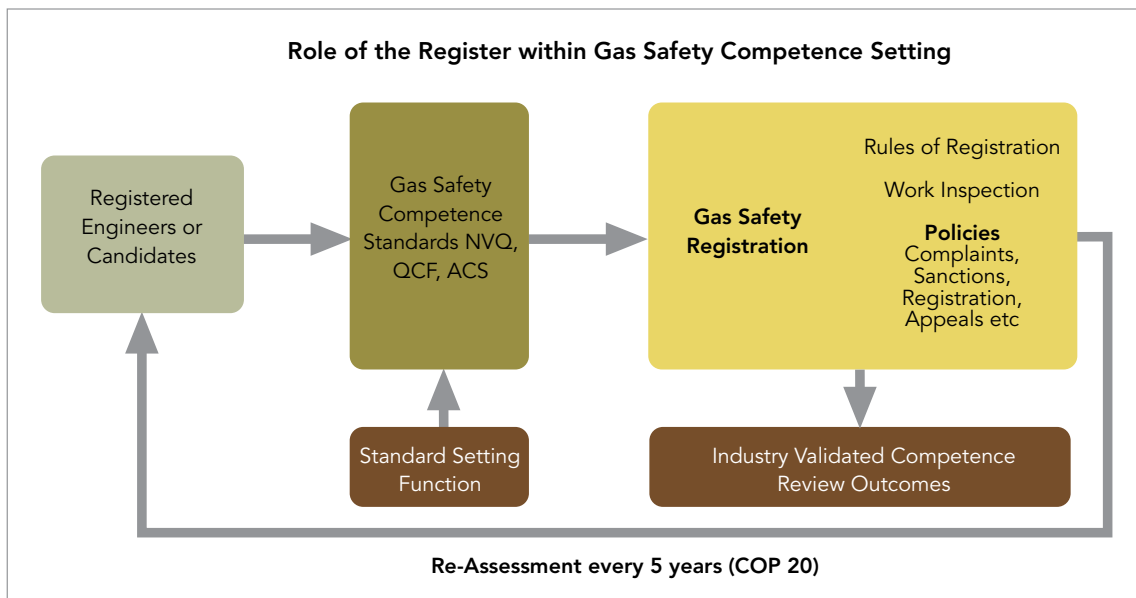 Role of the Register within Gas Safety Competence Setting
Registered
Engineers or
Candidates
Gas Safety
Competence
Standards NVQ,
QCF, ACS
Gas Safety
Registration
Rules of Registration
Work Inspection
Policies
Complaints,
Sanctions,
Registration,
Appeals etc
Standard Setting
Function
Industry Validated Competence
Review Outcomes
Re-Assessment every 5 years (COP 20)